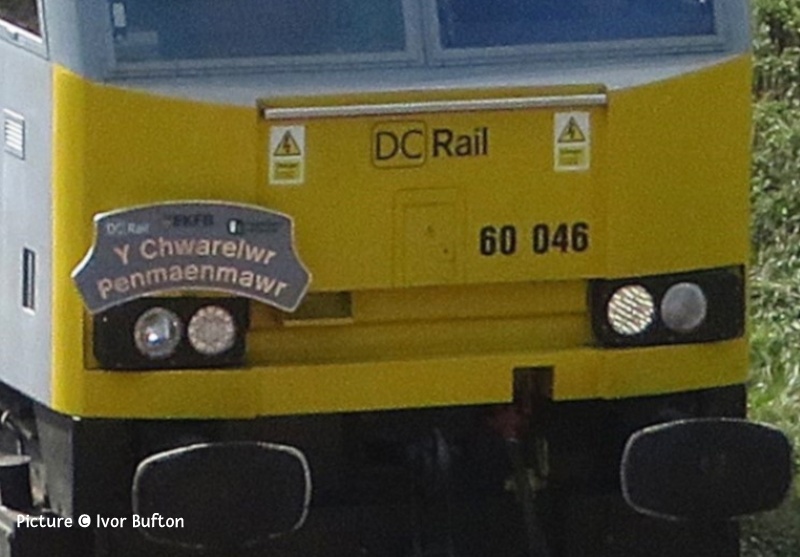 DC Rail
60 046
DC Rail
Y Chwarelwr
Penmaenmawr
Picture © Ivor Bufton